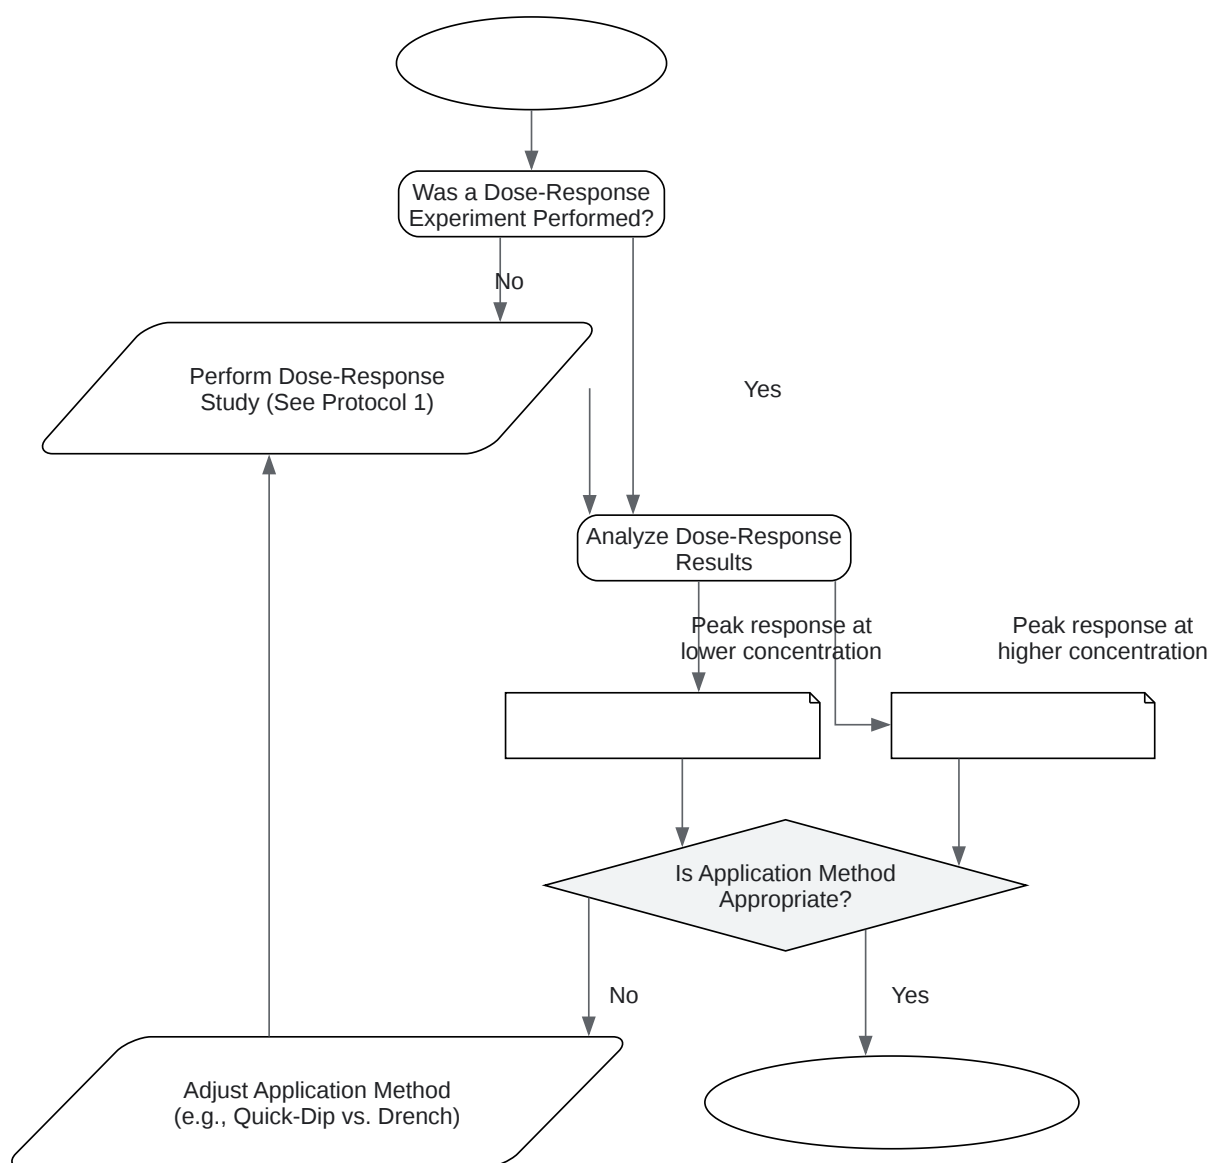 Was a Dose-Response
Experiment Performed?
No
Perform Dose-Response
Study (See Protocol 1)
Yes
Analyze Dose-Response
Results
Peak response at
lower concentration
Peak response at
higher concentration
Is Application Method
Appropriate?
No
Yes
Adjust Application Method
(e.g., Quick-Dip vs. Drench)